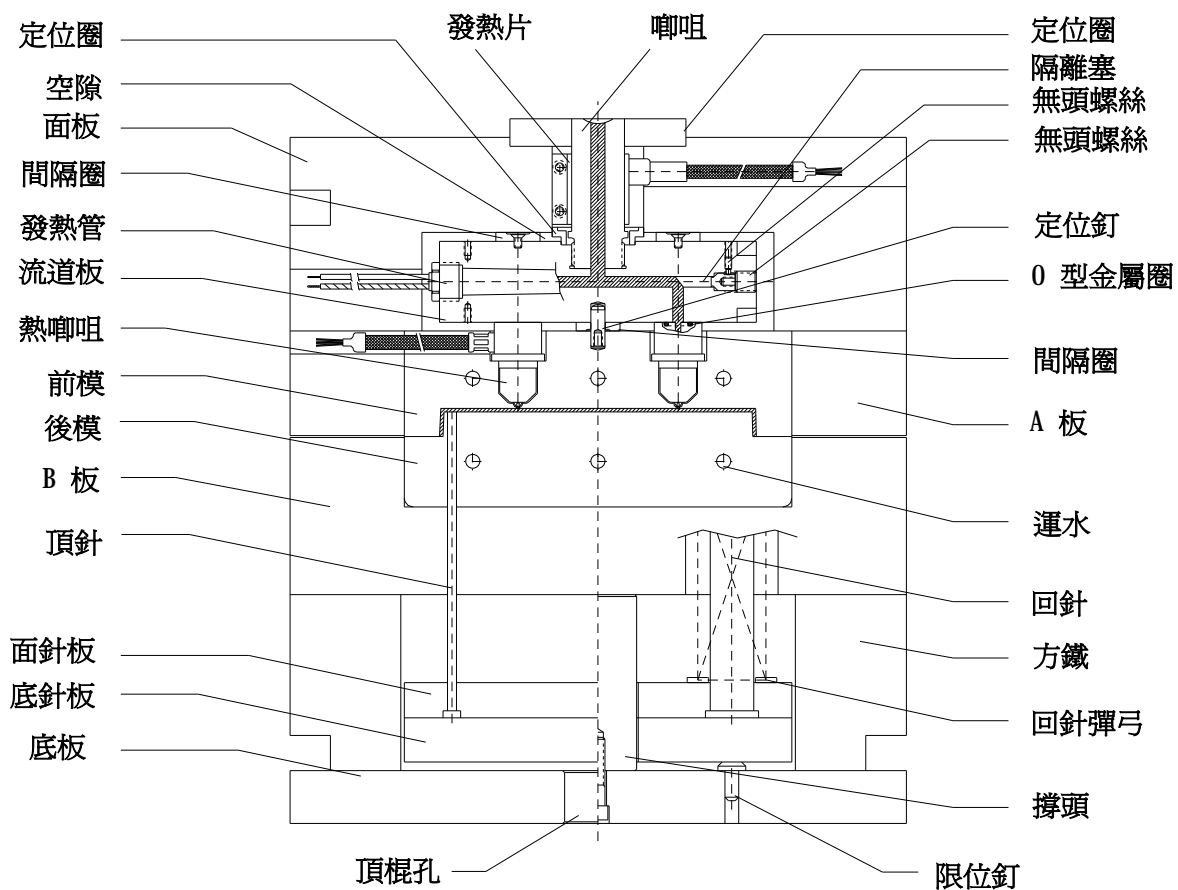 發熱片
唧咀
定位圈
空隙
面板
間隔圈
發熱管
流道板
熱唧咀
前模
後模
B 板
頂針
面針板
底針板
底板
定位圈
隔離塞
無頭螺絲
無頭螺絲
定位釘
O 型金屬圈
間隔圈
A 板
運水
回針
方鐵
回針彈弓
撐頭
頂棍孔
限位釘